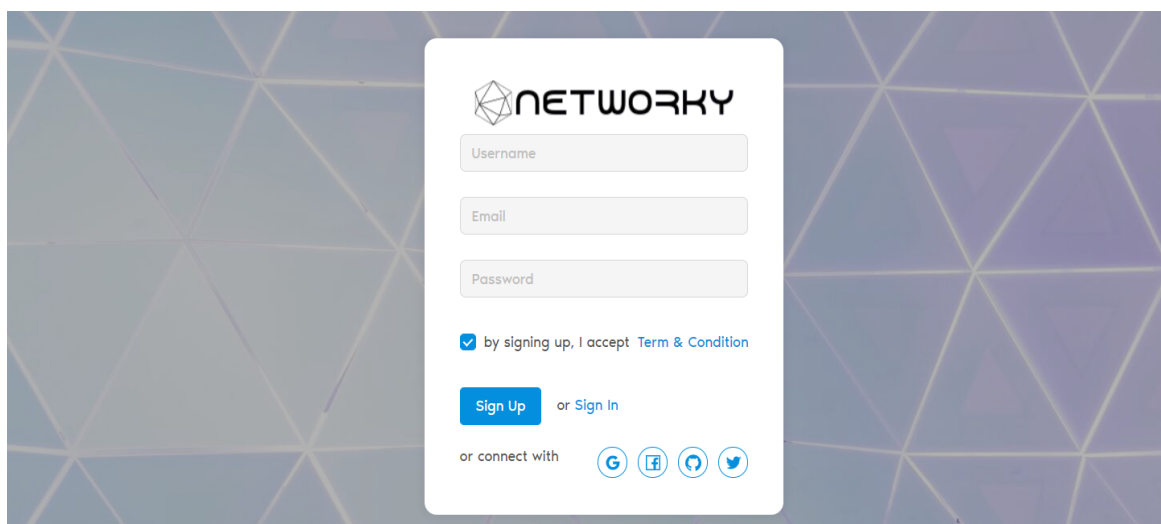 NETWORKY
Username
Email
Password
by signing up, I accept Term & Condition
Sign Up or Sign In
or connect with